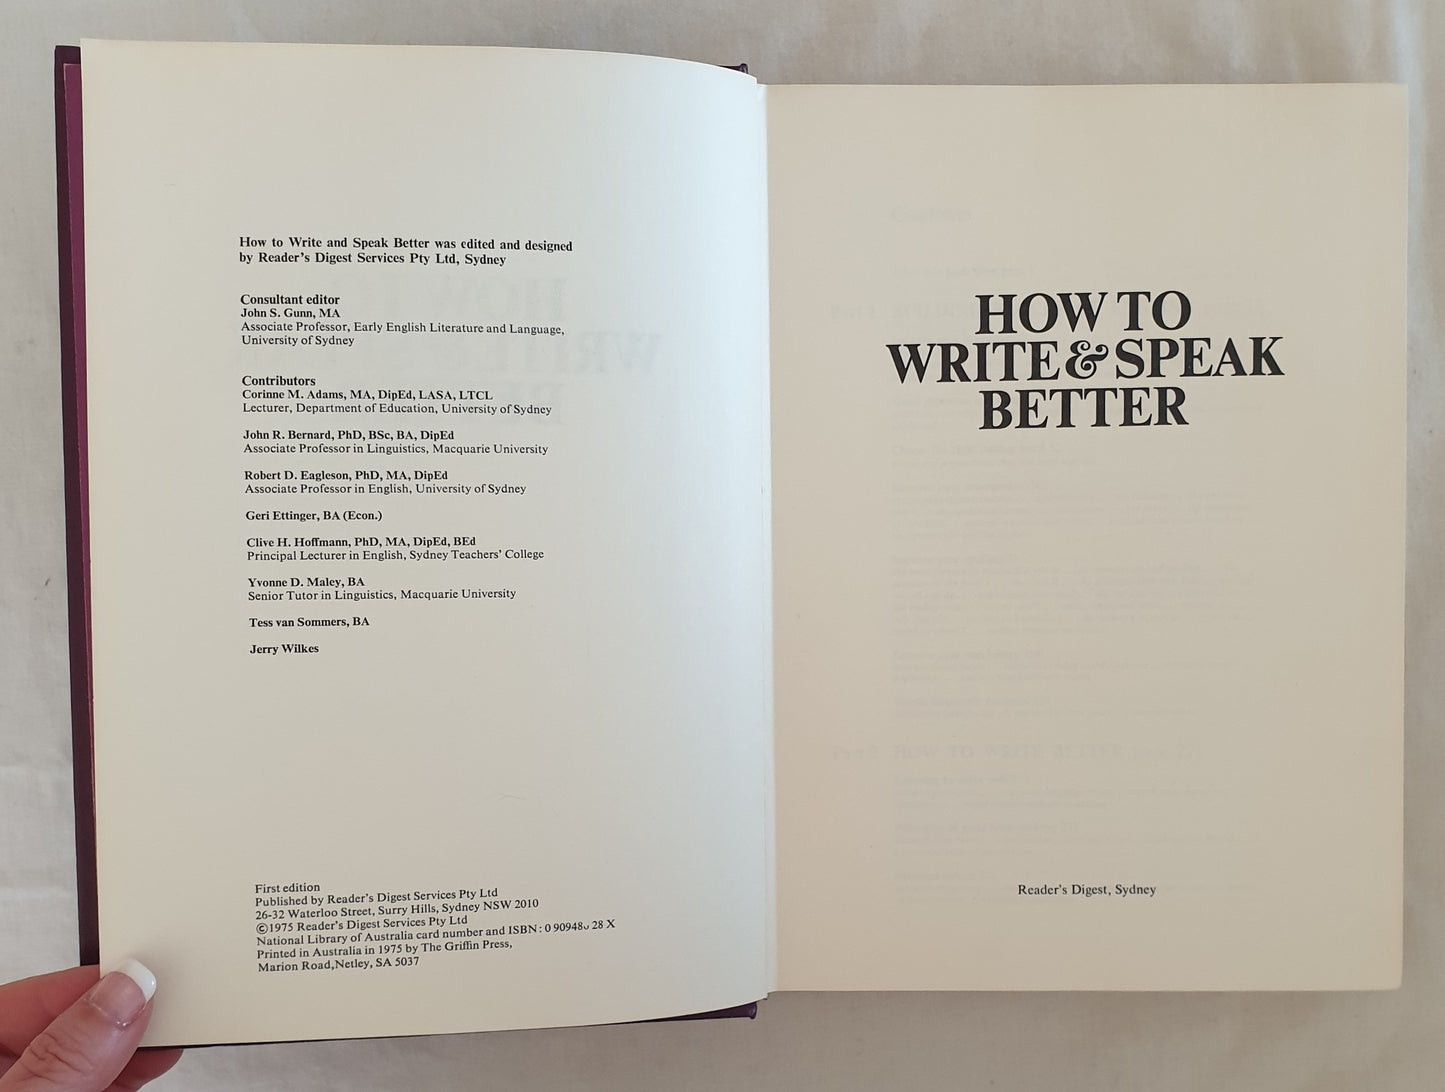 How to Write and Speak Better was edited and designed
by Reader's Digest Services Pty Ltd, Sydney
Consultant editor
John S. Gunn, MA
Associate Professor, Early English Literature and Language,
University of Sydney
Contributors
Corinne M. Adams, MA, DipEd, LASA, LTCL
Lecturer, Department of Education, University of Sydney
John R. Bernard, PhD, BSc, BA, DipEd
Associate Professor in Linguistics, Macquarie University
Robert D. Eagleson, PhD, MA, DipEd
Associate Professor in English, University of Sydney
Geri Ettinger, BA (Econ.)
Clive H. Hoffmann, PhD, MA, DipEd, BEd
Principal Lecturer in English, Sydney Teachers' College
Yvonne D. Maley, BA
Senior Tutor in Linguistics, Macquarie University
Tess van Sommers, BA
Jerry Wilkes
First edition
Published by Reader's Digest Services Pty Ltd
26-32 Waterloo Street, Surry Hills, Sydney NSW 2010
©1975 Reader's Digest Services Pty Ltd
National Library of Australia card number and ISBN: 0 28 X
Printed in Australia in 1975 by The Griffin Press,
Marion Road,Netley, SA 5037
HOW TO
WRITE & SPEAK
BETTER
Reader's Digest, Sydney